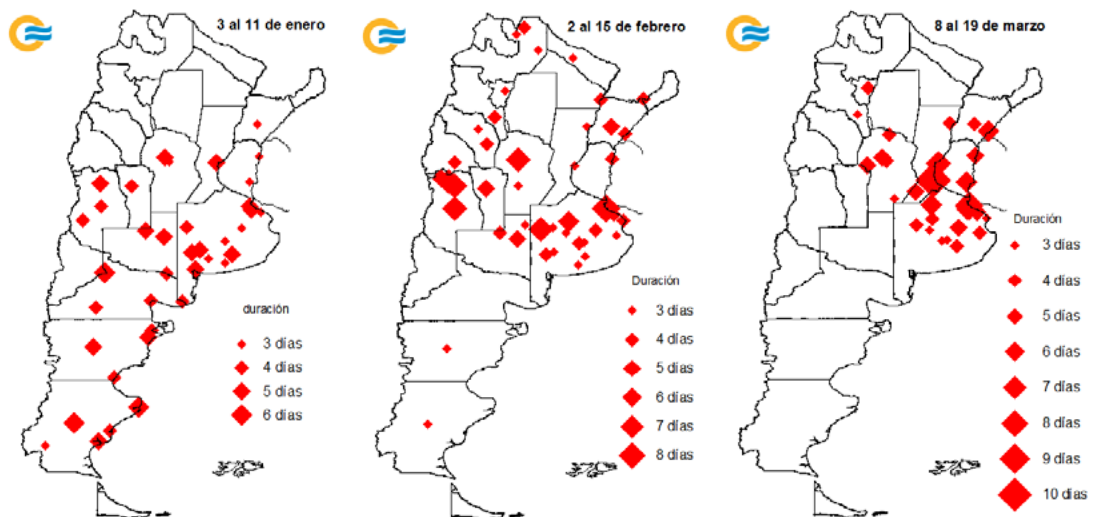 3 al 11 de enero
duración
3 días
4 días
5 días
6 días
2 al 15 de febrero
Duración
3 días
4 días
5 días
6 días
7 días
8 días
8 al 19 de marzo
Duración
3 días
4 días
5 días
6 días
7 días
8 días
9 días
10 días